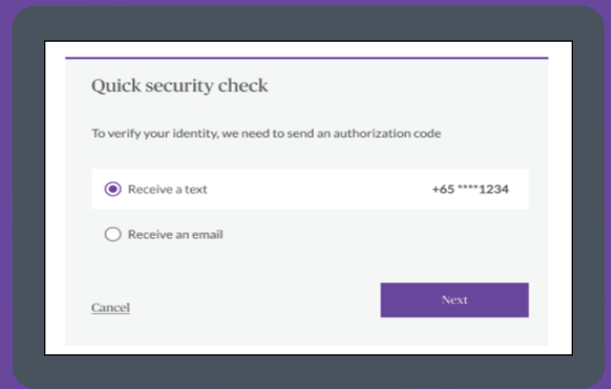 Quick security check
To verify your identity, we need to send an authorization code
Receive a text +65 ****1234
Receive an email
Cancel Next